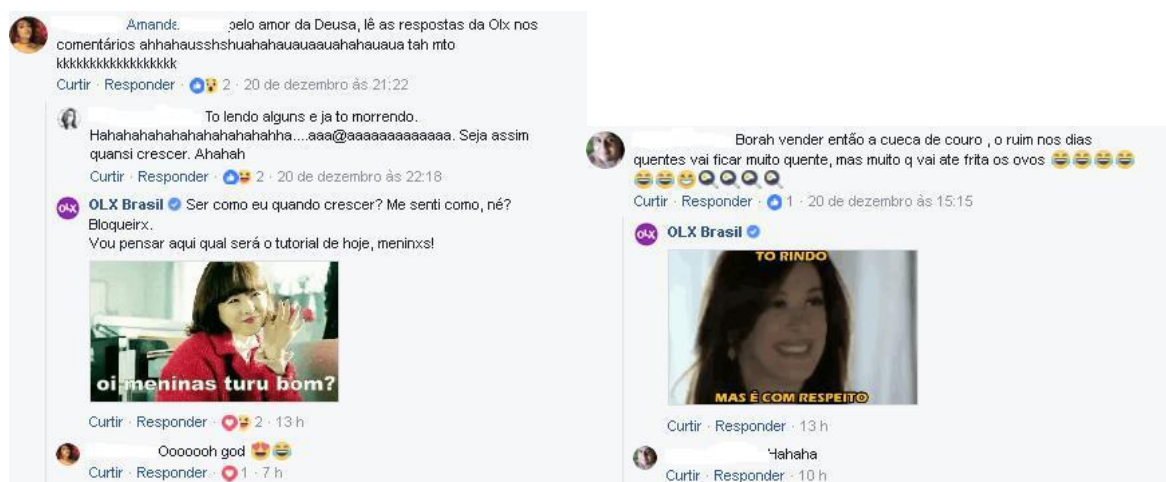 Amanda pelo amor da Deusa, lê as respostas da Olx nos
comentários ahhahausshshuahahauauaauahahauaua tah mto
kkkkkkkkkkkkkkkkkk
Curtir · Responder · 2 · 20 de dezembro às 21:22
To lendo alguns e ja to morrendo.
Hahahahahahahahahahahahha....aaa@aaaaaaaaaaaaa. Seja assim
quansi crescer. Ahahah
Curtir · Responder · 2 · 20 de dezembro às 22:18
OLX Brasil Ser como eu quando crescer? Me senti como, né?
Bloqueirx.
Vou pensar aqui qual será o tutorial de hoje, meninxs!
oi meninas turu bom?
Curtir · Responder · 2 · 13 h
Ooooooh god
Curtir · Responder · 1 · 7 h
Borah vender então a cueca de couro , o ruim nos dias
quentes vai ficar muito quente, mas muito q vai ate frita os ovos
Curtir · Responder · 1 · 20 de dezembro às 15:15
OLX Brasil
TO RINDO
MAS É COM RESPEITO
Curtir · Responder · 13 h
Hahaha
Curtir · Responder · 10 h